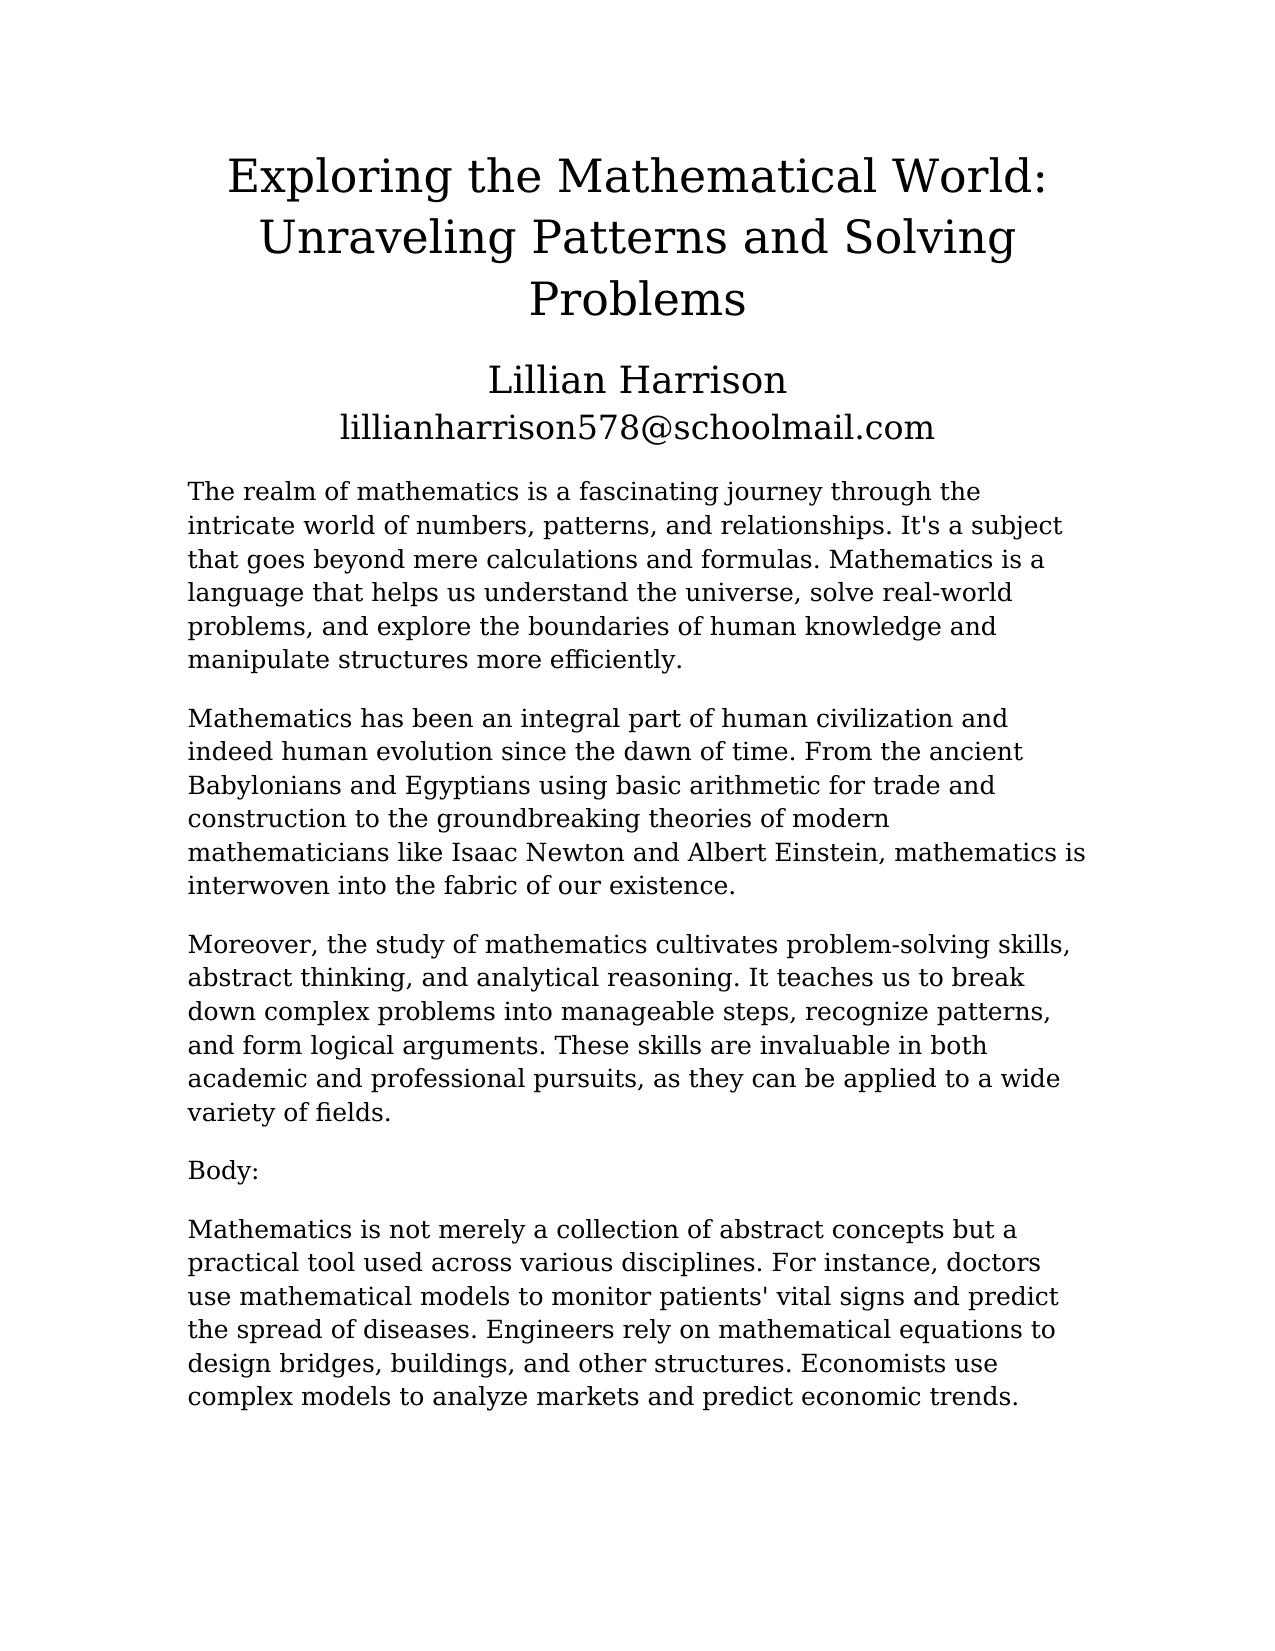 Exploring the Mathematical World:
Unraveling Patterns and Solving
Problems
Lillian Harrison
lillianharrison578@schoolmail.com
The realm of mathematics is a fascinating journey through the
intricate world of numbers, patterns, and relationships. It's a subject
that goes beyond mere calculations and formulas. Mathematics is a
language that helps us understand the universe, solve real-world
problems, and explore the boundaries of human knowledge and
manipulate structures more efficiently.
Mathematics has been an integral part of human civilization and
indeed human evolution since the dawn of time. From the ancient
Babylonians and Egyptians using basic arithmetic for trade and
construction to the groundbreaking theories of modern
mathematicians like Isaac Newton and Albert Einstein, mathematics is
interwoven into the fabric of our existence.
Moreover, the study of mathematics cultivates problem-solving skills,
abstract thinking, and analytical reasoning. It teaches us to break
down complex problems into manageable steps, recognize patterns,
and form logical arguments. These skills are invaluable in both
academic and professional pursuits, as they can be applied to a wide
variety of fields.
Body:
Mathematics is not merely a collection of abstract concepts but a
practical tool used across various disciplines. For instance, doctors
use mathematical models to monitor patients' vital signs and predict
the spread of diseases. Engineers rely on mathematical equations to
design bridges, buildings, and other structures. Economists use
complex models to analyze markets and predict economic trends.